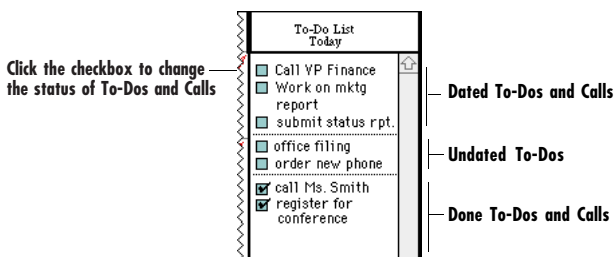 To-Do List
Today
Click the checkbox to change
the status of To-Dos and Calls
Call VP Finance
Work on mktg
report
submit status rpt.
Dated To-Dos and Calls
office filing
order new phone
Undated To-Dos
call Ms. Smith
register for
conference
Done To-Dos and Calls